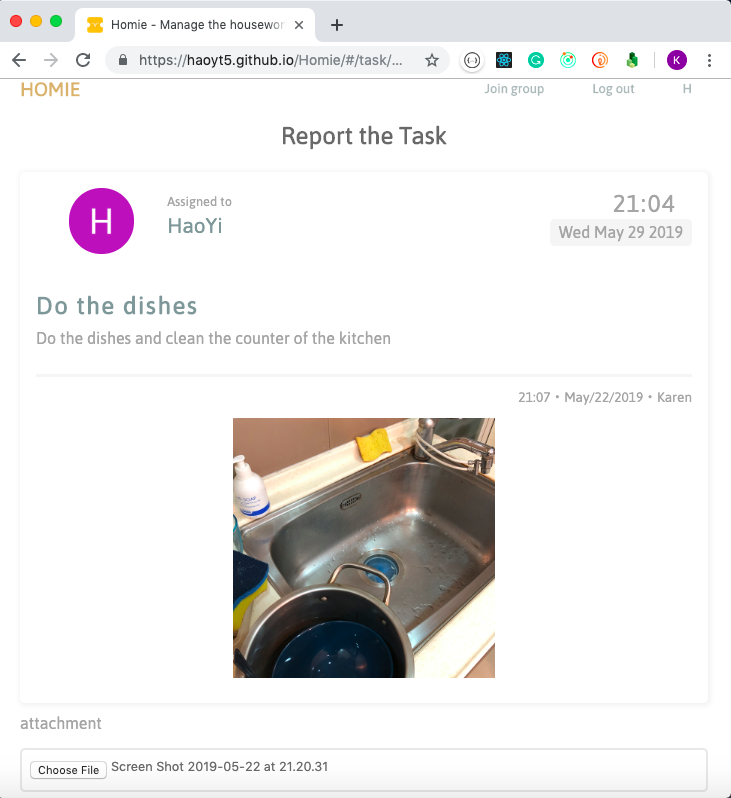 Homie - Manage the housewor
https://haoyt5.github.io/Homie/#/task/...
K
HOMIE
Join group
Log out
H
Report the Task
H
Assigned to
HaoYi
21:04
Wed May 29 2019
Do the dishes
Do the dishes and clean the counter of the kitchen
21:07 • May/22/2019 • Karen
SOAP
attachment
Choose File Screen Shot 2019-05-22 at 21.20.31